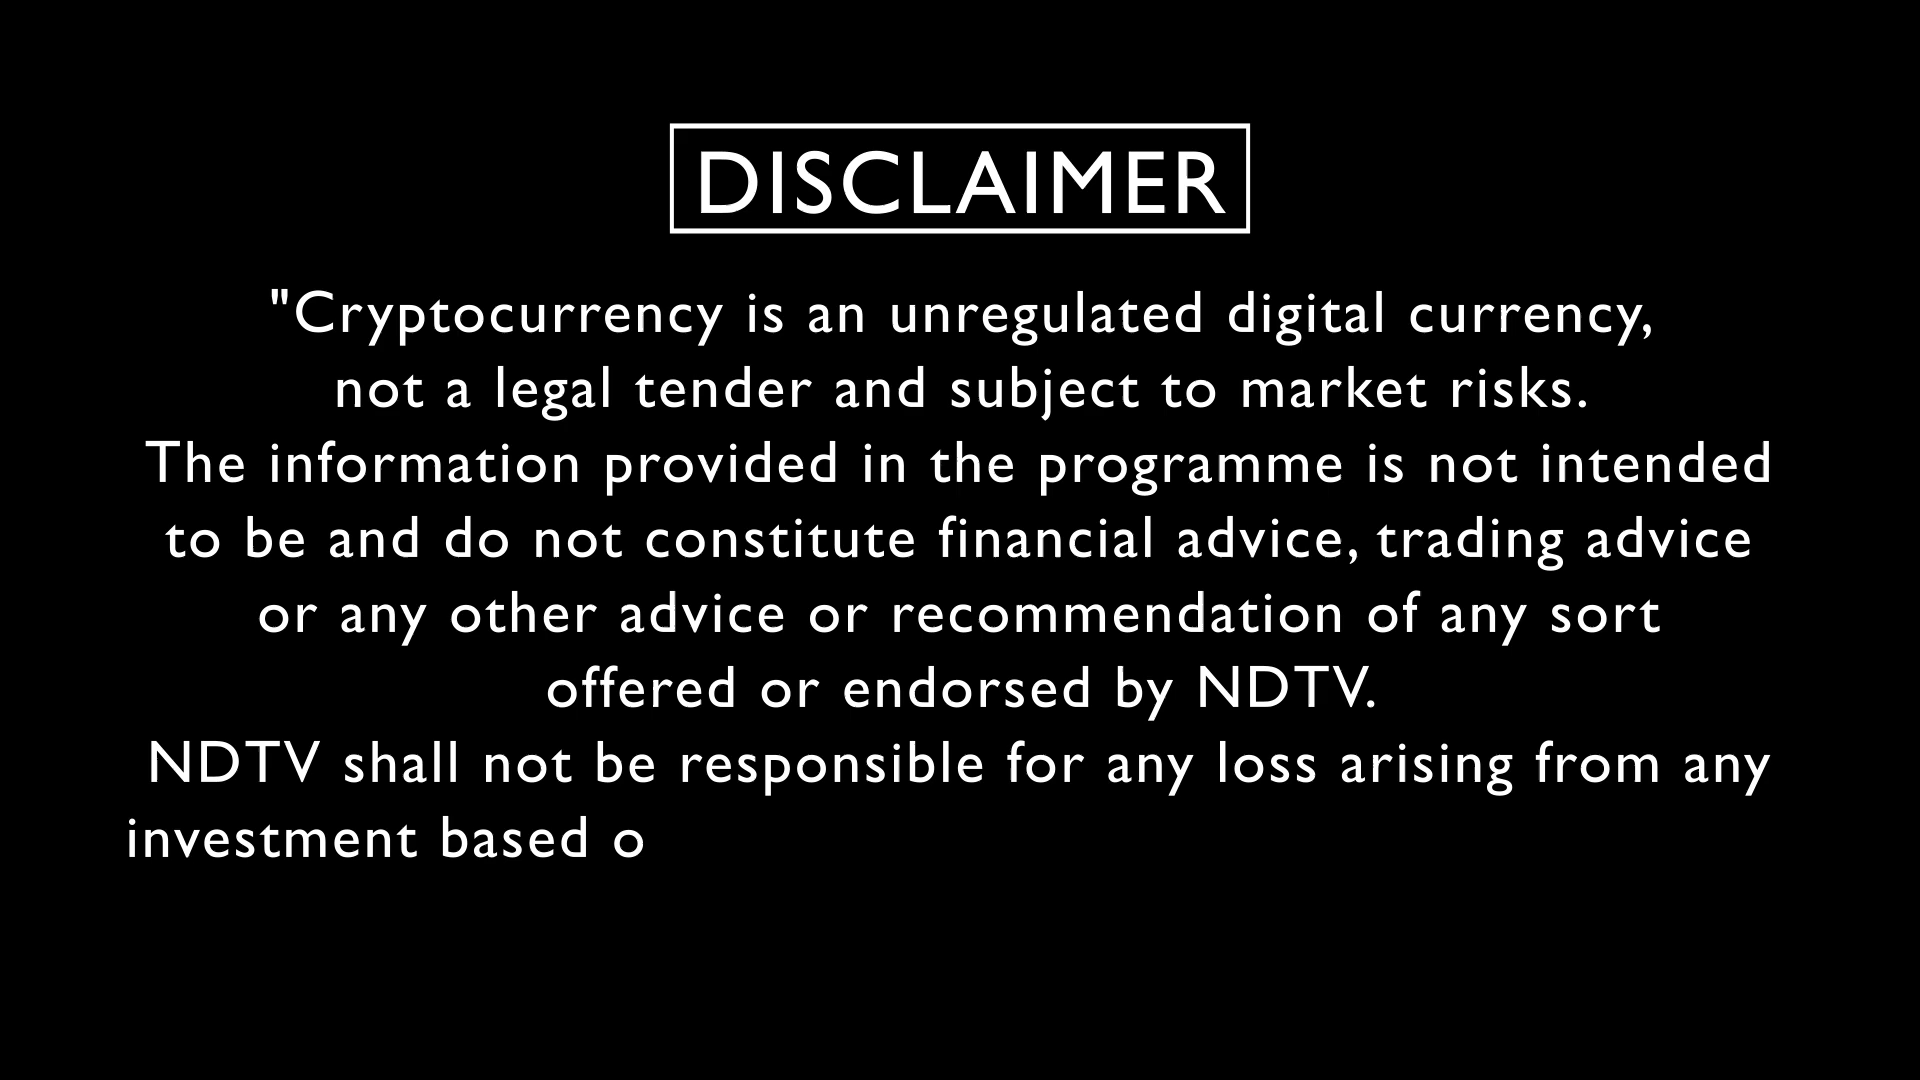 DISCLAIMER
"Cryptocurrency is an unregulated digital currency,
not a legal tender and subject to market risks.
The information provided in the programme is not intended
to be and do not constitute financial advice, trading advice
or any other advice or recommendation of any sort
offered or endorsed by NDTV.
NDTV shall not be responsible for any loss arising from any
investment based o